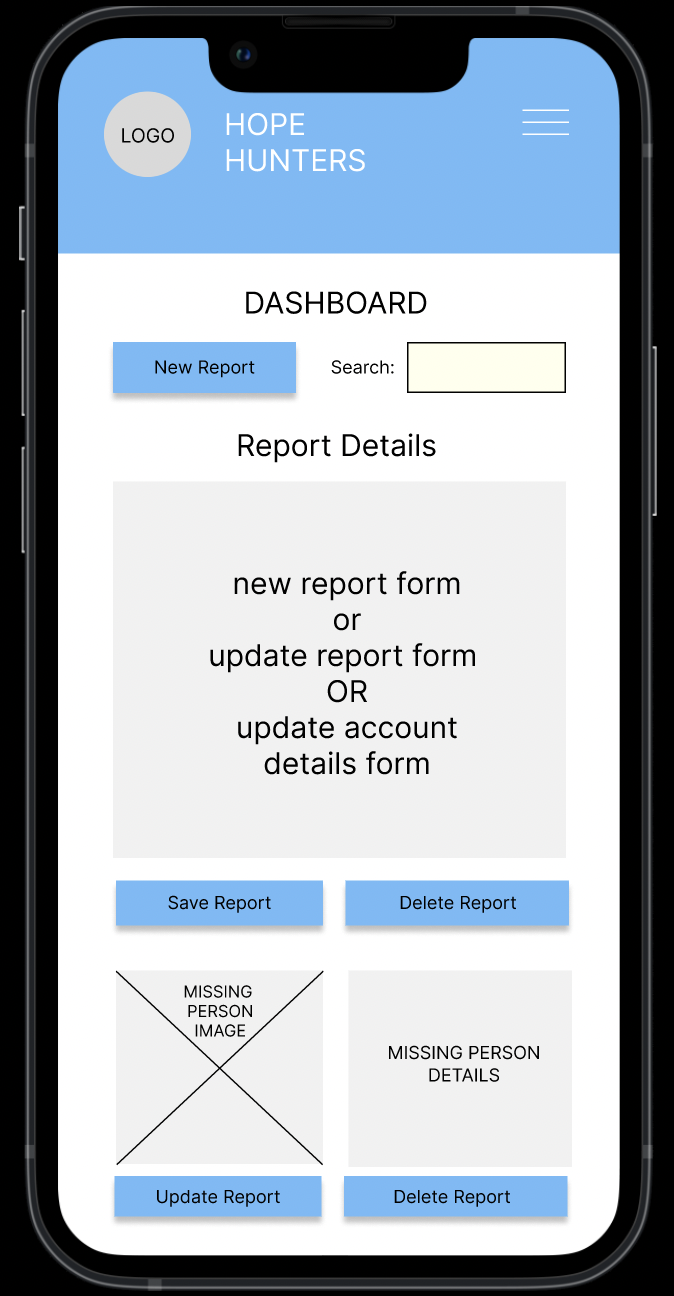 LOGO
HOPE
HUNTERS
DASHBOARD
New Report
Search:
Report Details
new report form
or
update report form
OR
update account
details form
Save Report
Delete Report
MISSING
PERSON
IMAGE
MISSING PERSON
DETAILS
Update Report
Delete Report